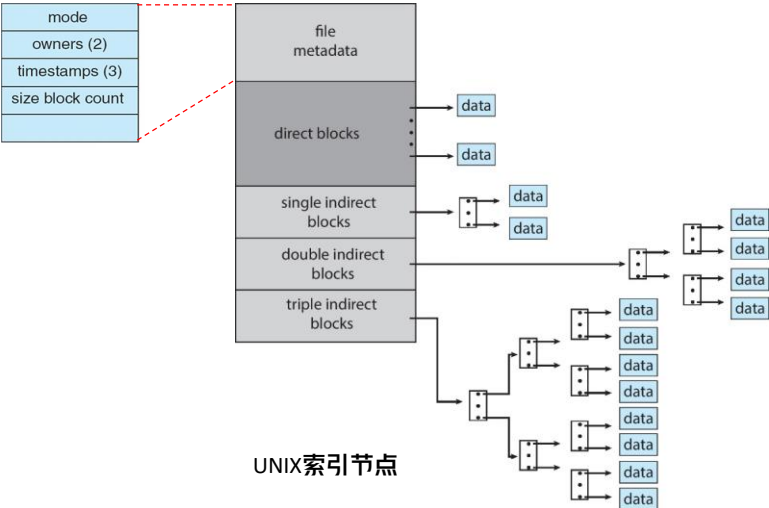 mode
owners (2)
timestamps (3)
size block count
file
metadata
direct blocks
data
data
single indirect
blocks
data
data
double indirect
blocks
data
data
data
data
triple indirect
blocks
data
data
data
data
data
data
data
data
UNIX索引节点